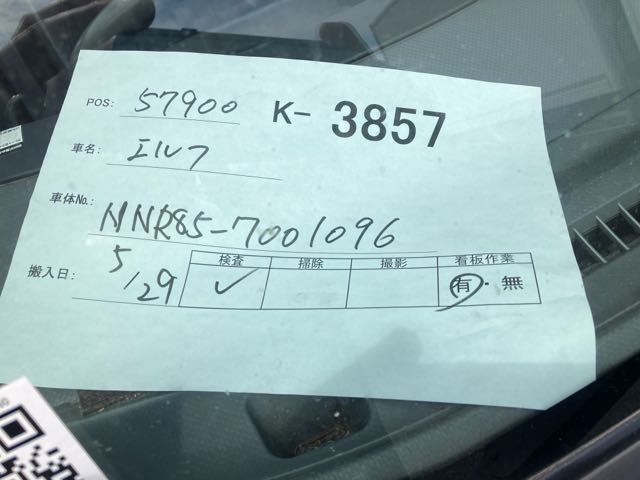 POS: 57900 K-3857
車名: エルフ
車体No.: NNR85-7001096
搬入日: 5/29
検査 掃除 撮影 看板作業
✓ 有・無